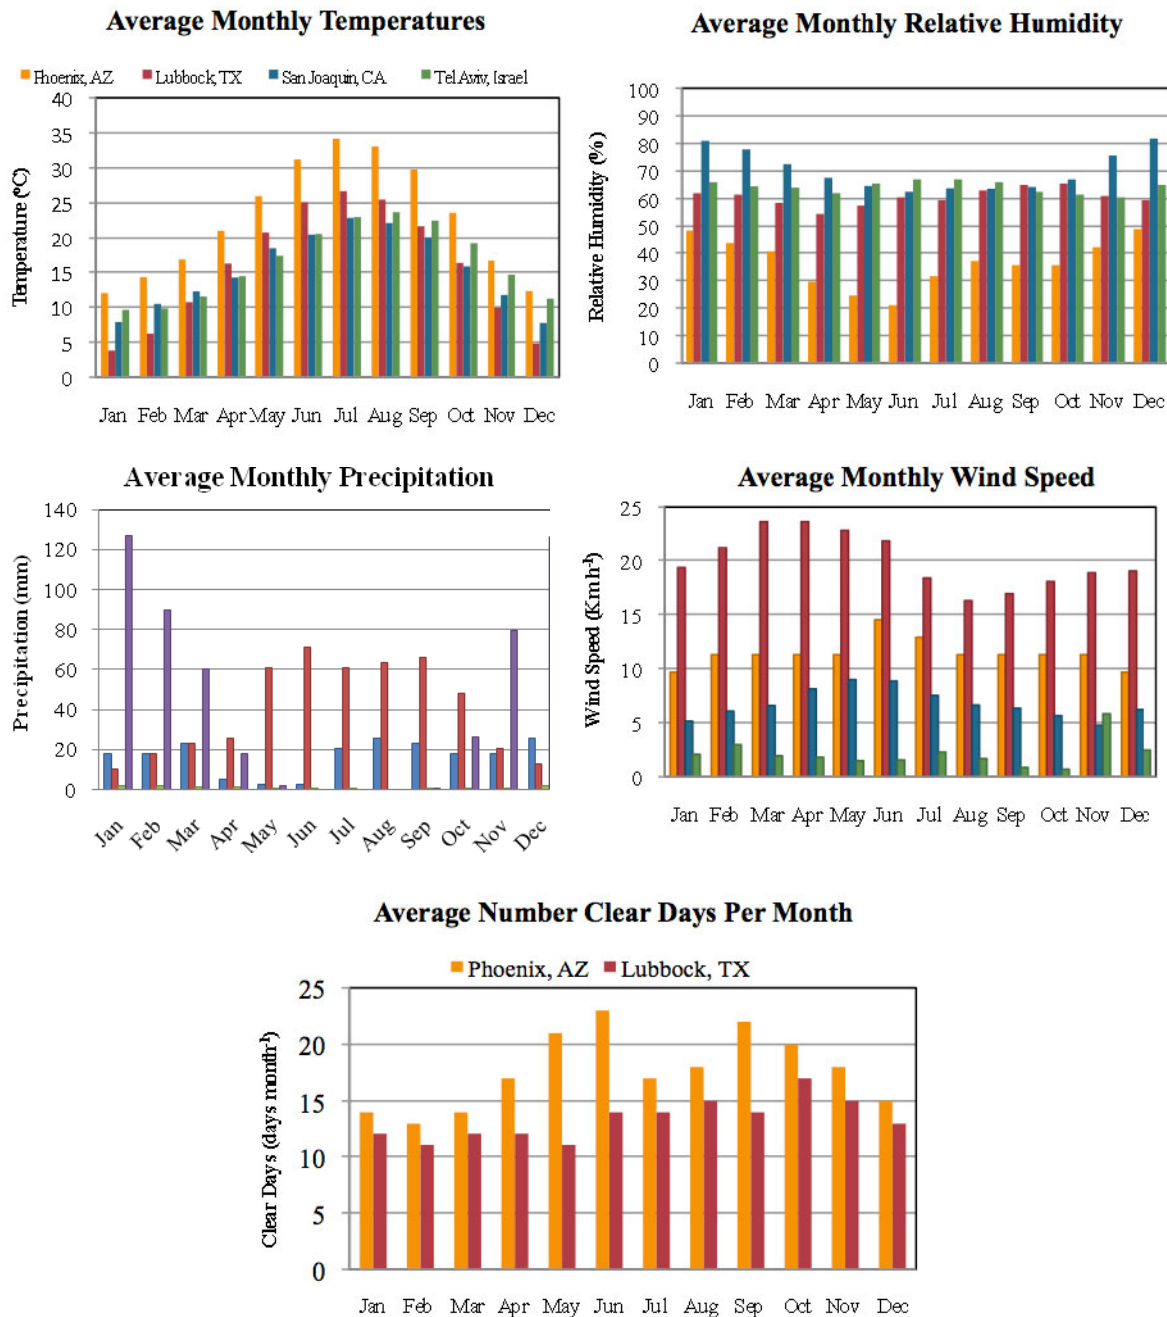 Average Monthly Temperatures
Phoenix, AZ Lubbock, TX San Joaquin, CA Tel Aviv, Israel
Temperature (ºC)
40
35
30
25
20
15
10
5
0
Jan Feb Mar Apr May Jun Jul Aug Sep Oct Nov Dec
Average Monthly Relative Humidity
Relative Humidity (%)
100
90
80
70
60
50
40
30
20
10
0
Jan Feb Mar Apr May Jun Jul Aug Sep Oct Nov Dec
Average Monthly Precipitation
Precipitation (mm)
140
120
100
80
60
40
20
0
Jan Feb Mar Apr May Jun Jul Aug Sep Oct Nov Dec
Average Monthly Wind Speed
Wind Speed (Km h-1)
25
20
15
10
5
0
Jan Feb Mar Apr May Jun Jul Aug Sep Oct Nov Dec
Average Number Clear Days Per Month
Phoenix, AZ Lubbock, TX
Clear Days (days month-1)
25
20
15
10
5
0
Jan Feb Mar Apr May Jun Jul Aug Sep Oct Nov Dec